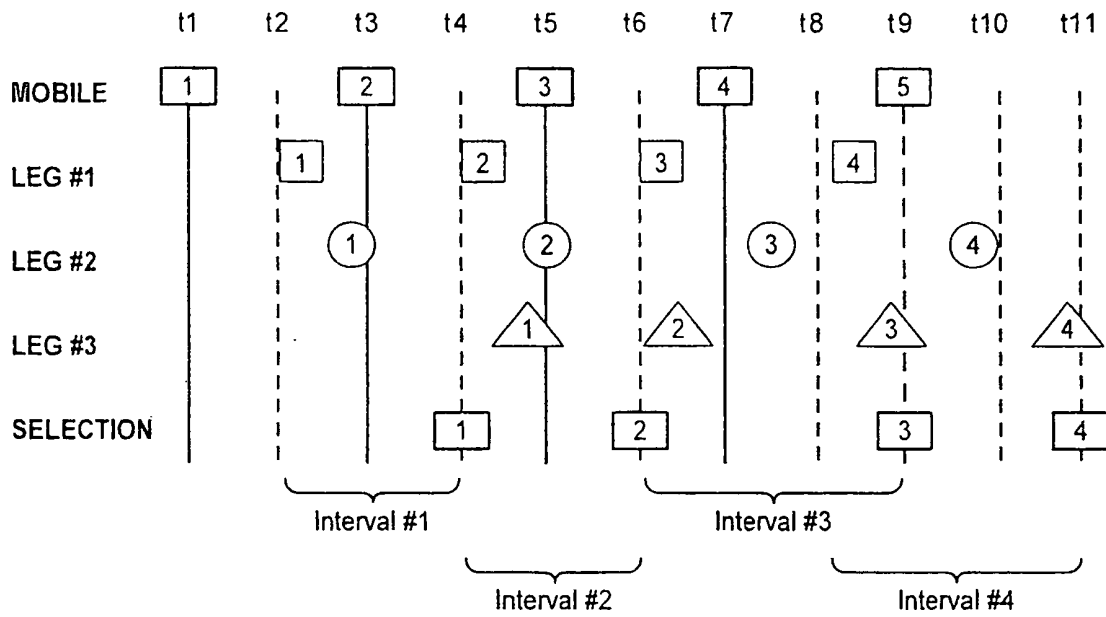 t1 t2 t3 t4 t5 t6 t7 t8 t9 t10 t11
MOBILE 1 2 3 4 5
LEG #1 1 2 3 4
LEG #2 1 2 3 4
LEG #3 1 2 3 4
SELECTION 1 2 3 4
Interval #1 Interval #3
Interval #2 Interval #4